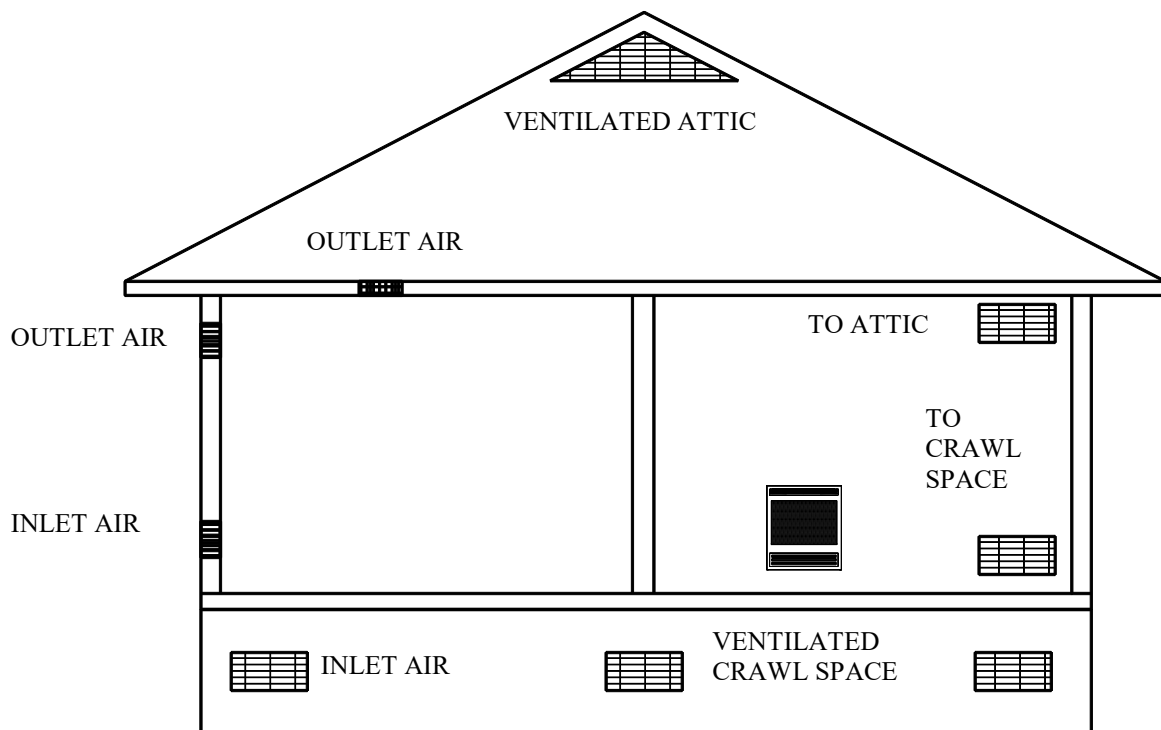 VENTILATED ATTIC
OUTLET AIR
OUTLET AIR
TO ATTIC
TO
CRAWL
SPACE
INLET AIR
INLET AIR
VENTILATED
CRAWL SPACE